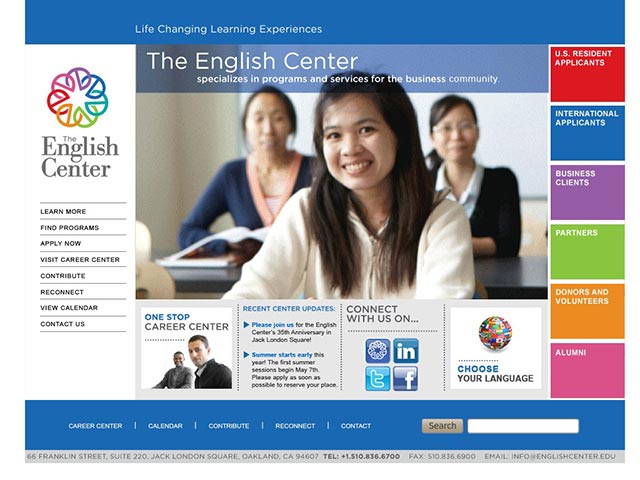 Life Changing Learning Experiences
The English Center
specializes in programs and services for the business community.
The
English
Center
LEARN MORE
FIND PROGRAMS
APPLY NOW
VISIT CAREER CENTER
CONTRIBUTE
RECONNECT
VIEW CALENDAR
CONTACT US
U.S. RESIDENT
APPLICANTS
INTERNATIONAL
APPLICANTS
BUSINESS
CLIENTS
PARTNERS
DONORS AND
VOLUNTEERS
ALUMNI
ONE STOP
CAREER CENTER
RECENT CENTER UPDATES:
Please join us for the English
Center's 35th Anniversary in
Jack London Square!
Summer starts early this
year! The first summer
sessions begin May 7th.
Please apply as soon as
possible to reserve your place.
CONNECT
WITH US ON...
in
t
f
CHOOSE
YOUR LANGUAGE
CAREER CENTER | CALENDAR | CONTRIBUTE | RECONNECT | CONTACT
Search
66 FRANKLIN STREET, SUITE 220, JACK LONDON SQUARE, OAKLAND, CA 94607 TEL: +1.510.836.6700 FAX: 510.836.6900 EMAIL: INFO@ENGLISHCENTER.EDU